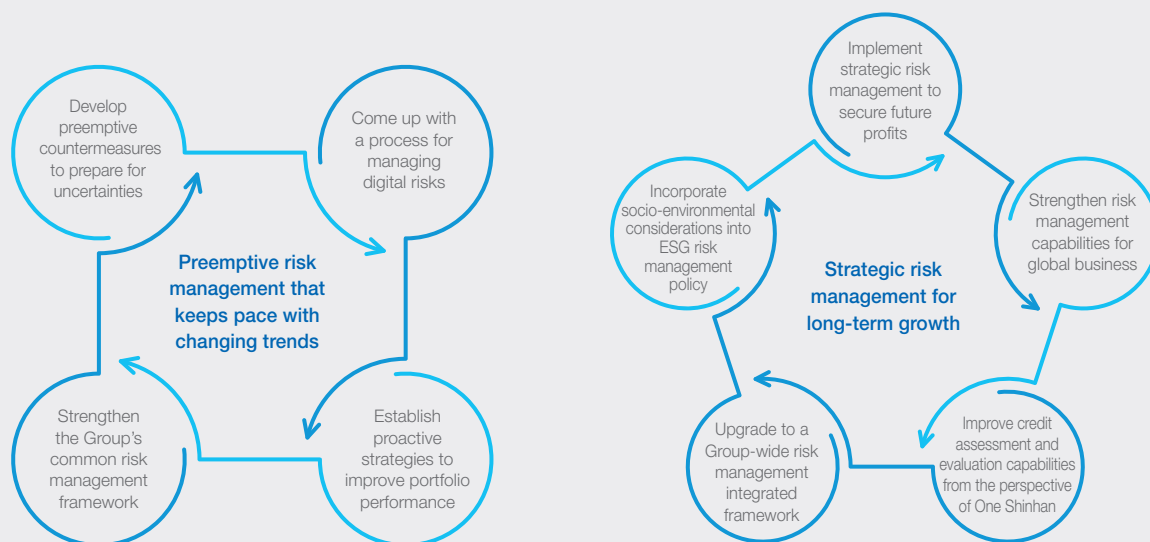 Develop
preemptive
countermeasures
to prepare for
uncertainties
Come up with
a process for
managing
digital risks
Preemptive risk
management that
keeps pace with
changing trends
Strengthen
the Group's
common risk
management
framework
Establish
proactive
strategies to
improve portfolio
performance
Implement
strategic risk
management to
secure future
profits
Incorporate
socio-environmental
considerations into
ESG risk
management
policy
Strengthen risk
management
capabilities for
global business
Strategic risk
management for
long-term growth
Upgrade to a
Group-wide risk
management
integrated
framework
Improve credit
assessment and
evaluation capabilities
from the perspective
of One Shinhan